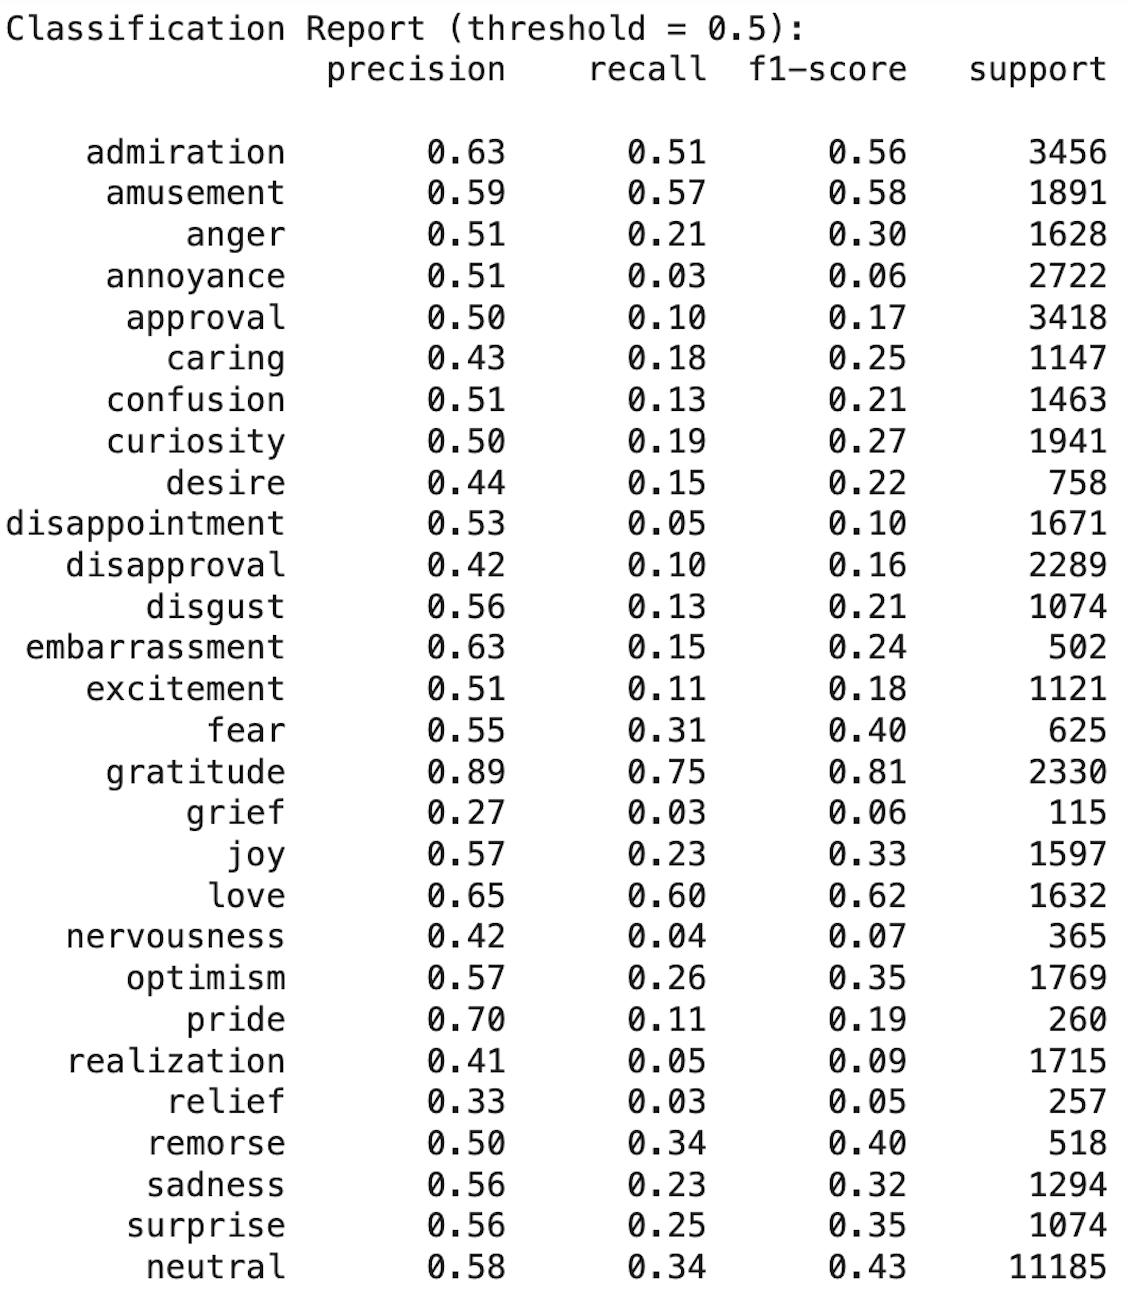 Classification Report (threshold = 0.5):
precision recall f1-score support
admiration 0.63 0.51 0.56 3456
amusement 0.59 0.57 0.58 1891
anger 0.51 0.21 0.30 1628
annoyance 0.51 0.03 0.06 2722
approval 0.50 0.10 0.17 3418
caring 0.43 0.18 0.25 1147
confusion 0.51 0.13 0.21 1463
curiosity 0.50 0.19 0.27 1941
desire 0.44 0.15 0.22 758
disappointment 0.53 0.05 0.10 1671
disapproval 0.42 0.10 0.16 2289
disgust 0.56 0.13 0.21 1074
embarrassment 0.63 0.15 0.24 502
excitement 0.51 0.11 0.18 1121
fear 0.55 0.31 0.40 625
gratitude 0.89 0.75 0.81 2330
grief 0.27 0.03 0.06 115
joy 0.57 0.23 0.33 1597
love 0.65 0.60 0.62 1632
nervousness 0.42 0.04 0.07 365
optimism 0.57 0.26 0.35 1769
pride 0.70 0.11 0.19 260
realization 0.41 0.05 0.09 1715
relief 0.33 0.03 0.05 257
remorse 0.50 0.34 0.40 518
sadness 0.56 0.23 0.32 1294
surprise 0.56 0.25 0.35 1074
neutral 0.58 0.34 0.43 11185